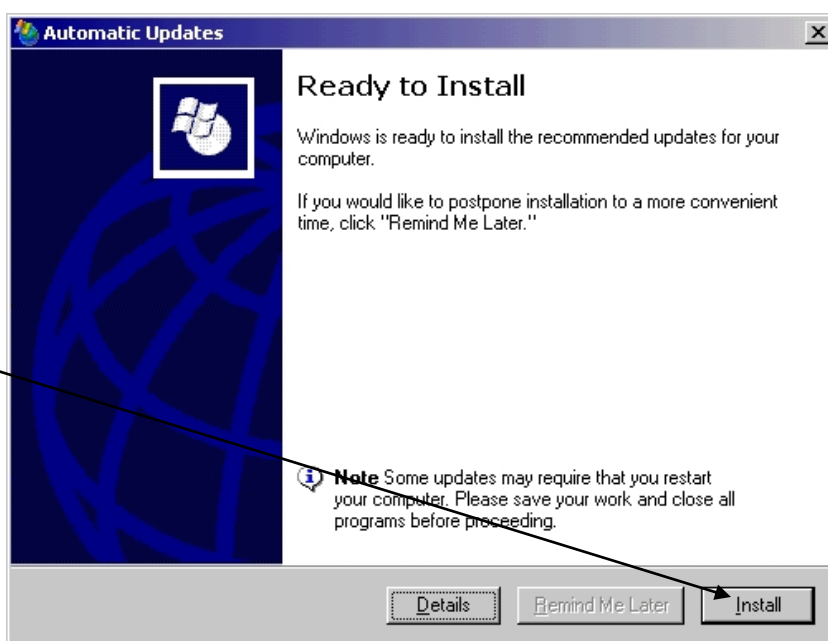 Automatic Updates
Ready to Install
Windows is ready to install the recommended updates for your
computer.
If you would like to postpone installation to a more convenient
time, click "Remind Me Later."
Note Some updates may require that you restart
your computer. Please save your work and close all
programs before proceeding.
Details Remind Me Later Install